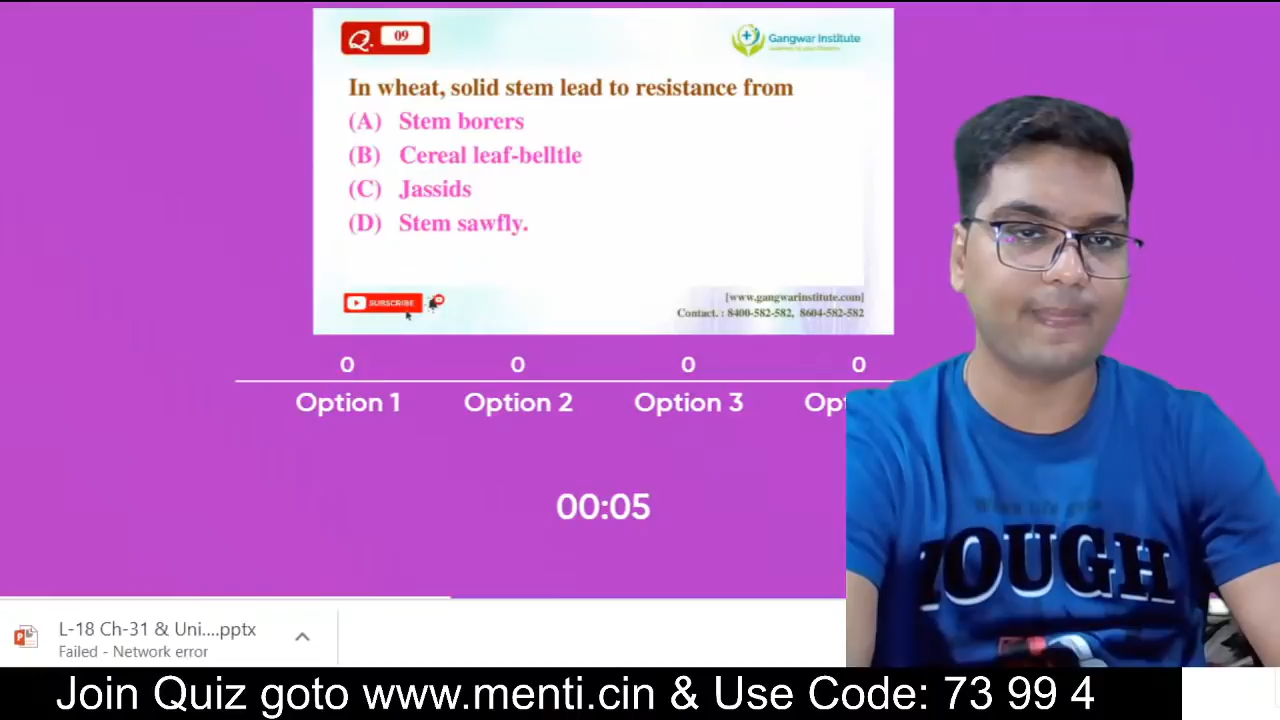 Q. 09
Gangwar Institute
In wheat, solid stem lead to resistance from
(A) Stem borers
(B) Cereal leaf-belltle
(C) Jassids
(D) Stem sawfly.
SUBSCRIBE
[www.gangwarinstitute.com]
Contact. : 8400-582-582, 8604-582-582
0 0 0 0
Option 1 Option 2 Option 3 Opt
00:05
OUGH
L-18 Ch-31 & Uni....pptx
Failed - Network error
Join Quiz goto www.menti.cin & Use Code: 73 99 4